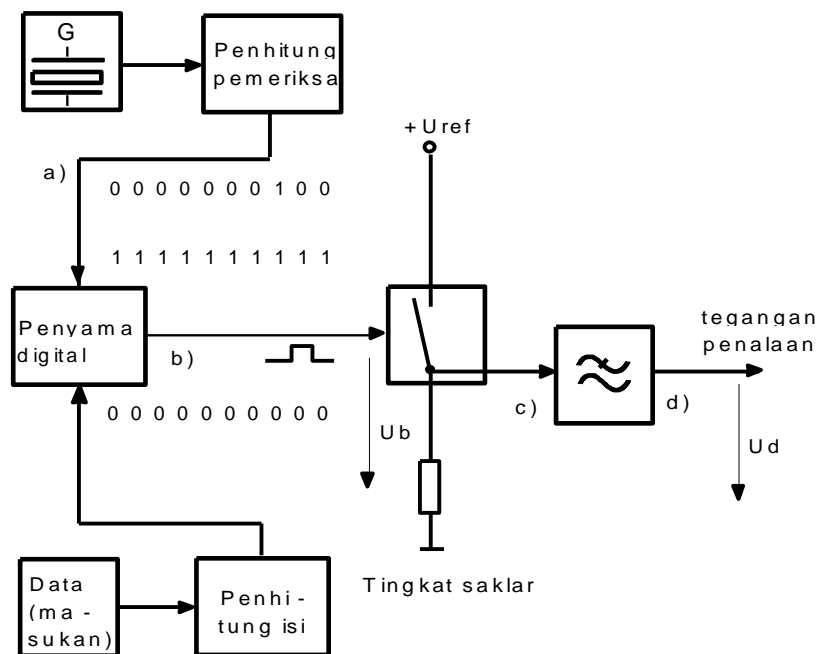 G
Penhitung
pemeriksa
+Uref
a)
0 0 0 0 0 0 0 1 0 0
1 1 1 1 1 1 1 1 1 1
Penyama
digital
b)
tegangan
penalaan
c)
d)
0 0 0 0 0 0 0 0 0 0
Ub
Ud
Tingkat saklar
Data
(ma-
sukan)
Penhi-
tung isi